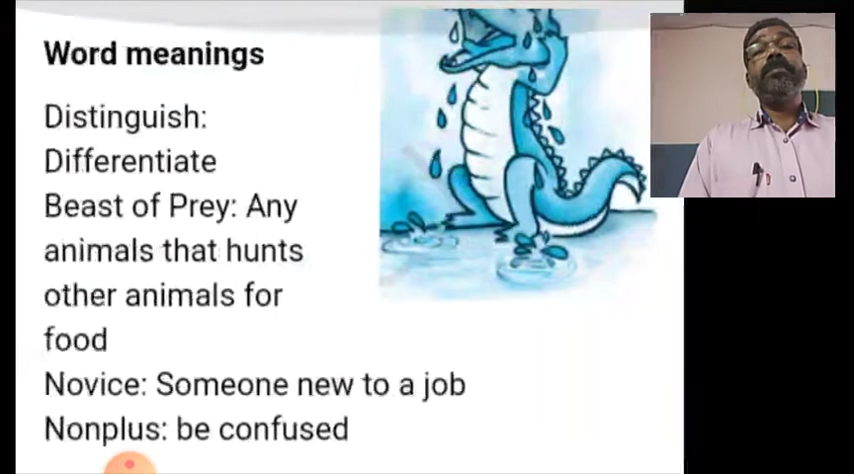 Word meanings
Distinguish:
Differentiate
Beast of Prey: Any
animals that hunts
other animals for
food
Novice: Someone new to a job
Nonplus: be confused